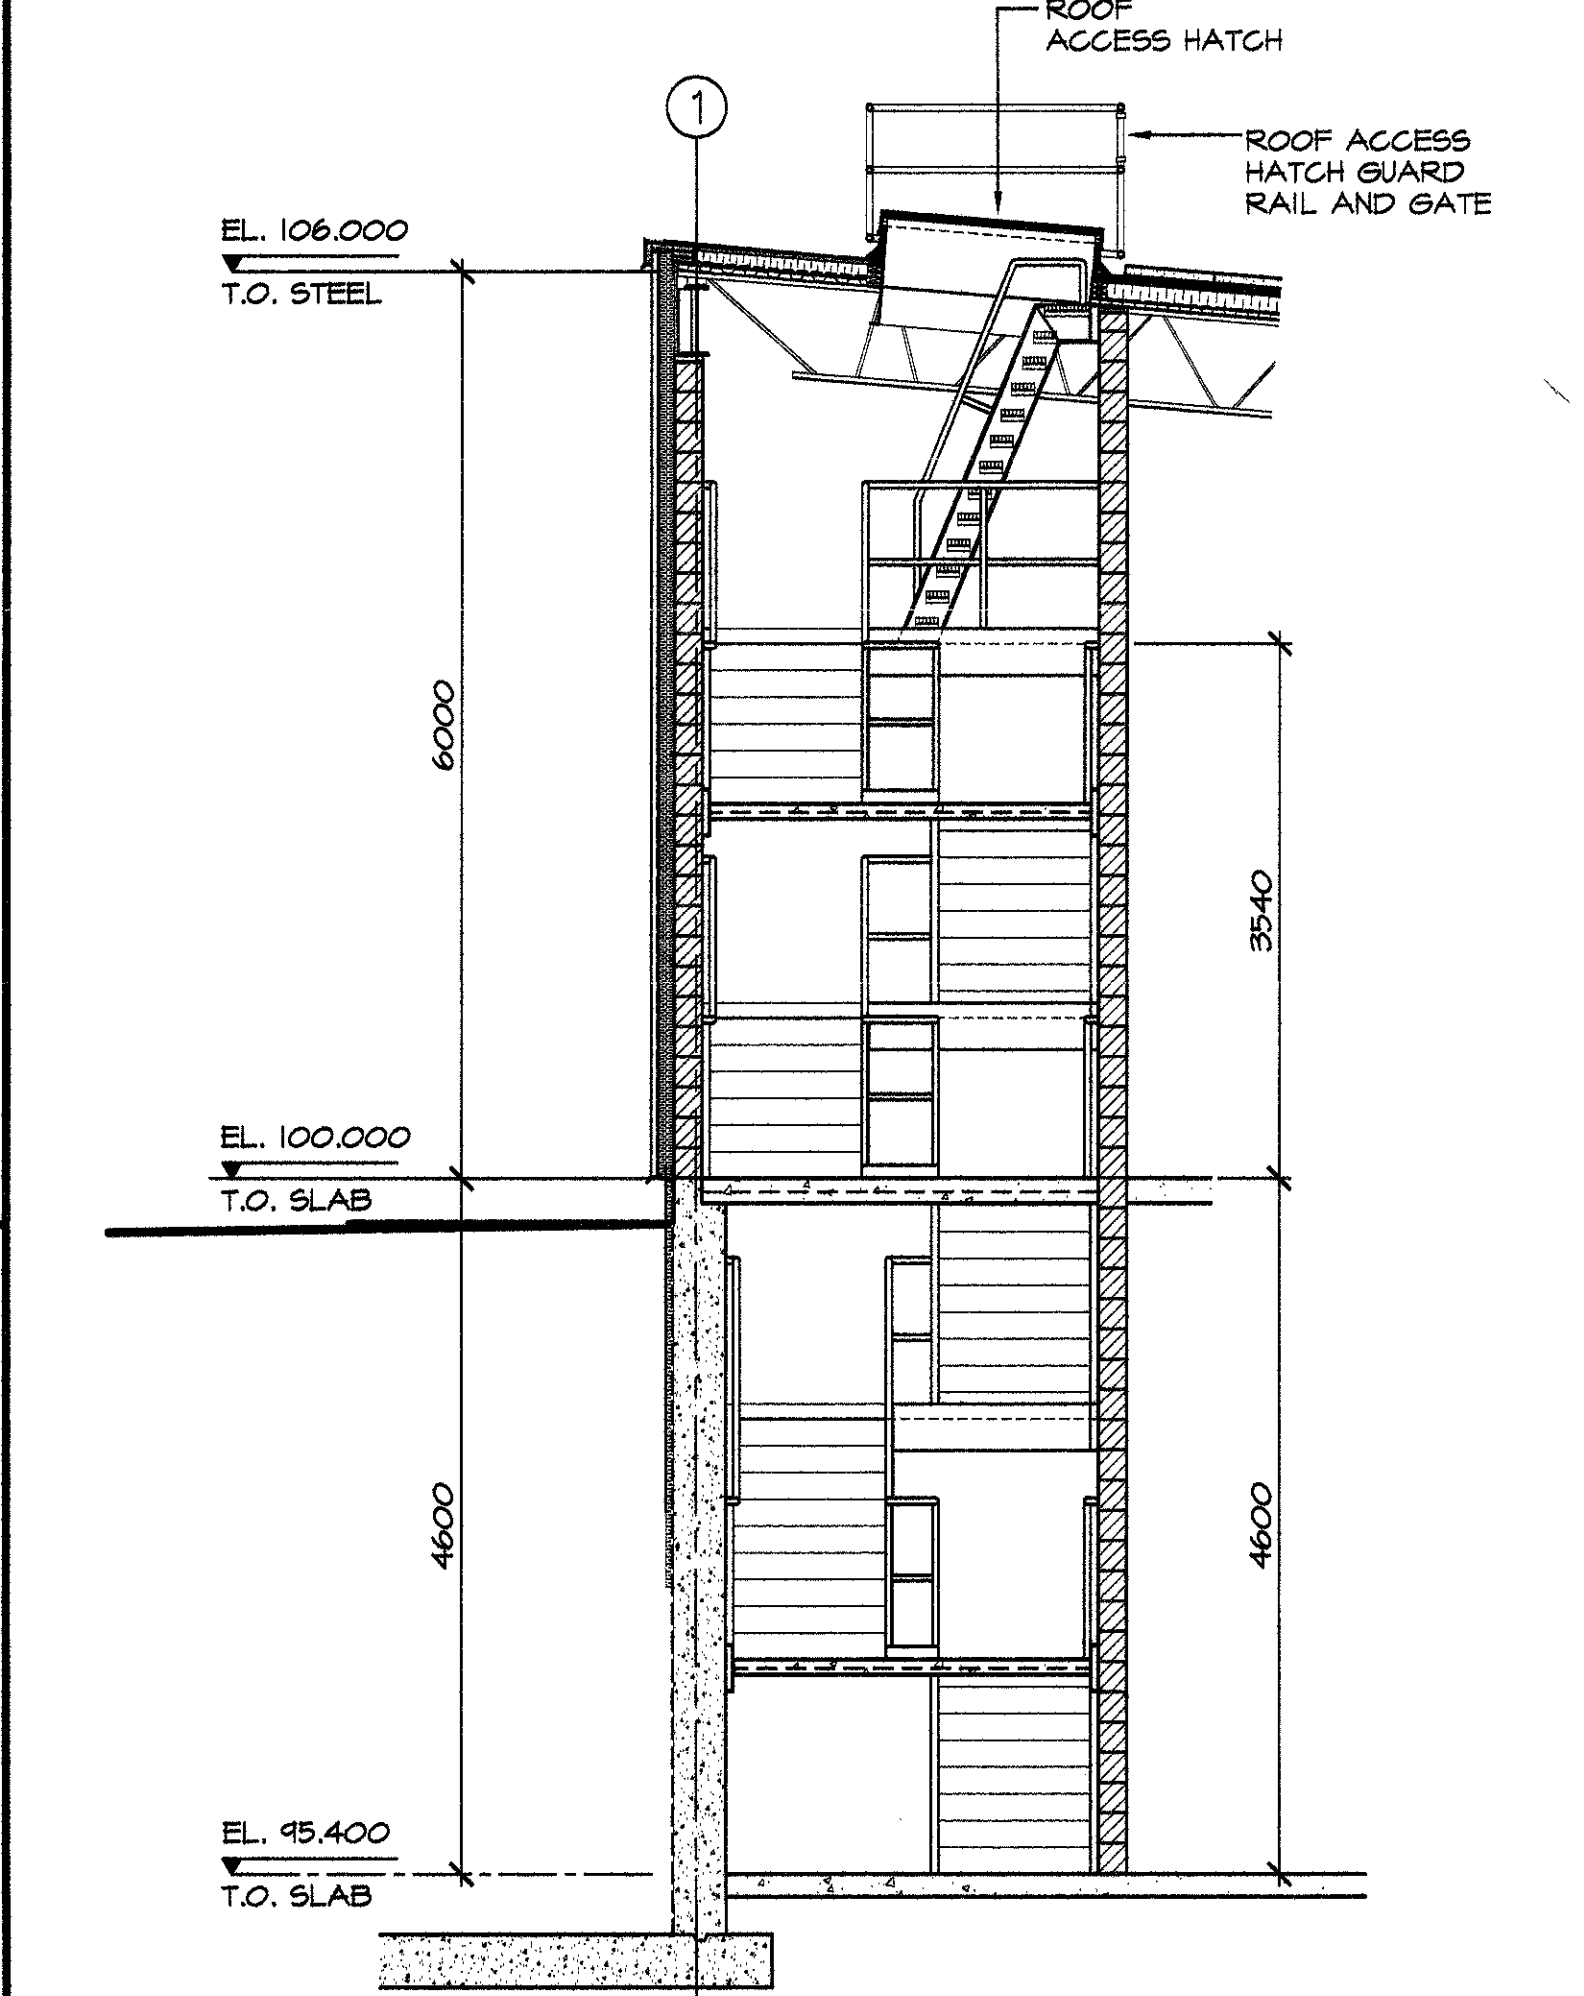 ROOF
ACCESS HATCH
1
ROOF ACCESS
HATCH GUARD
RAIL AND GATE
EL. 106.000
T.O. STEEL
6000
3540
EL. 100.000
T.O. SLAB
4600
4600
EL. 95.400
T.O. SLAB